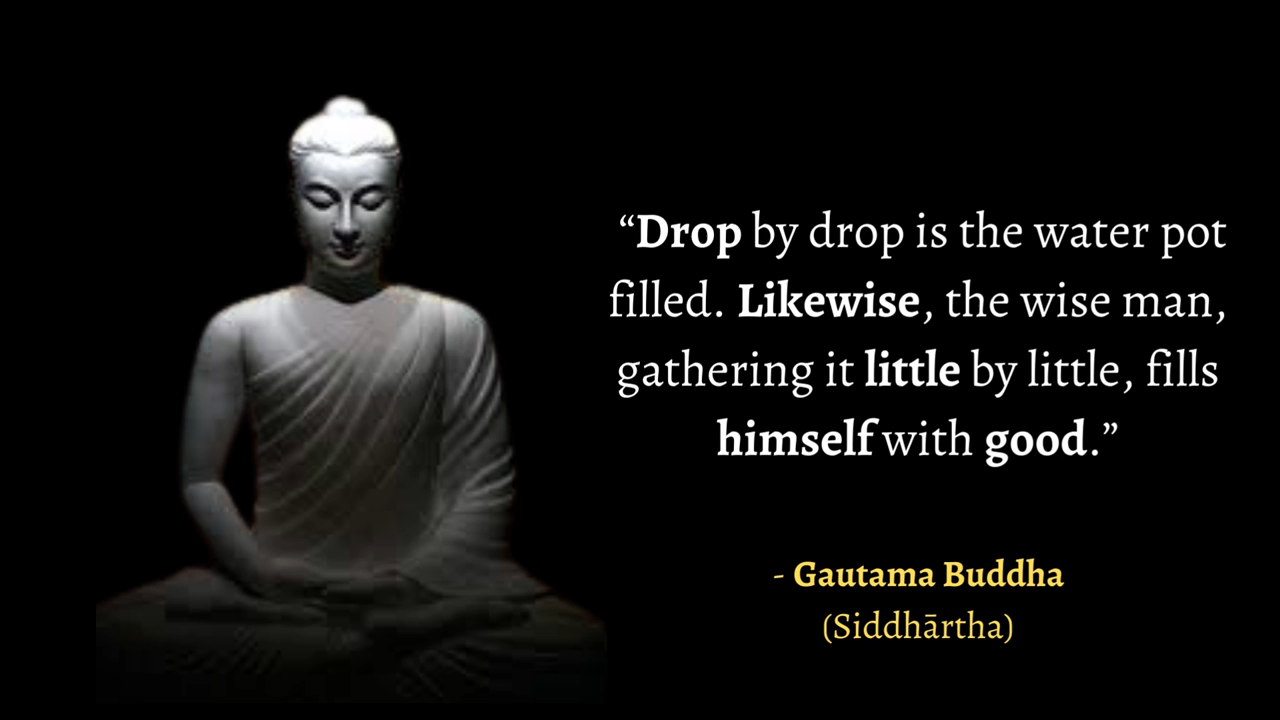 “Drop by drop is the water pot
filled. Likewise, the wise man,
gathering it little by little, fills
himself with good.”
- Gautama Buddha
(Siddhārtha)